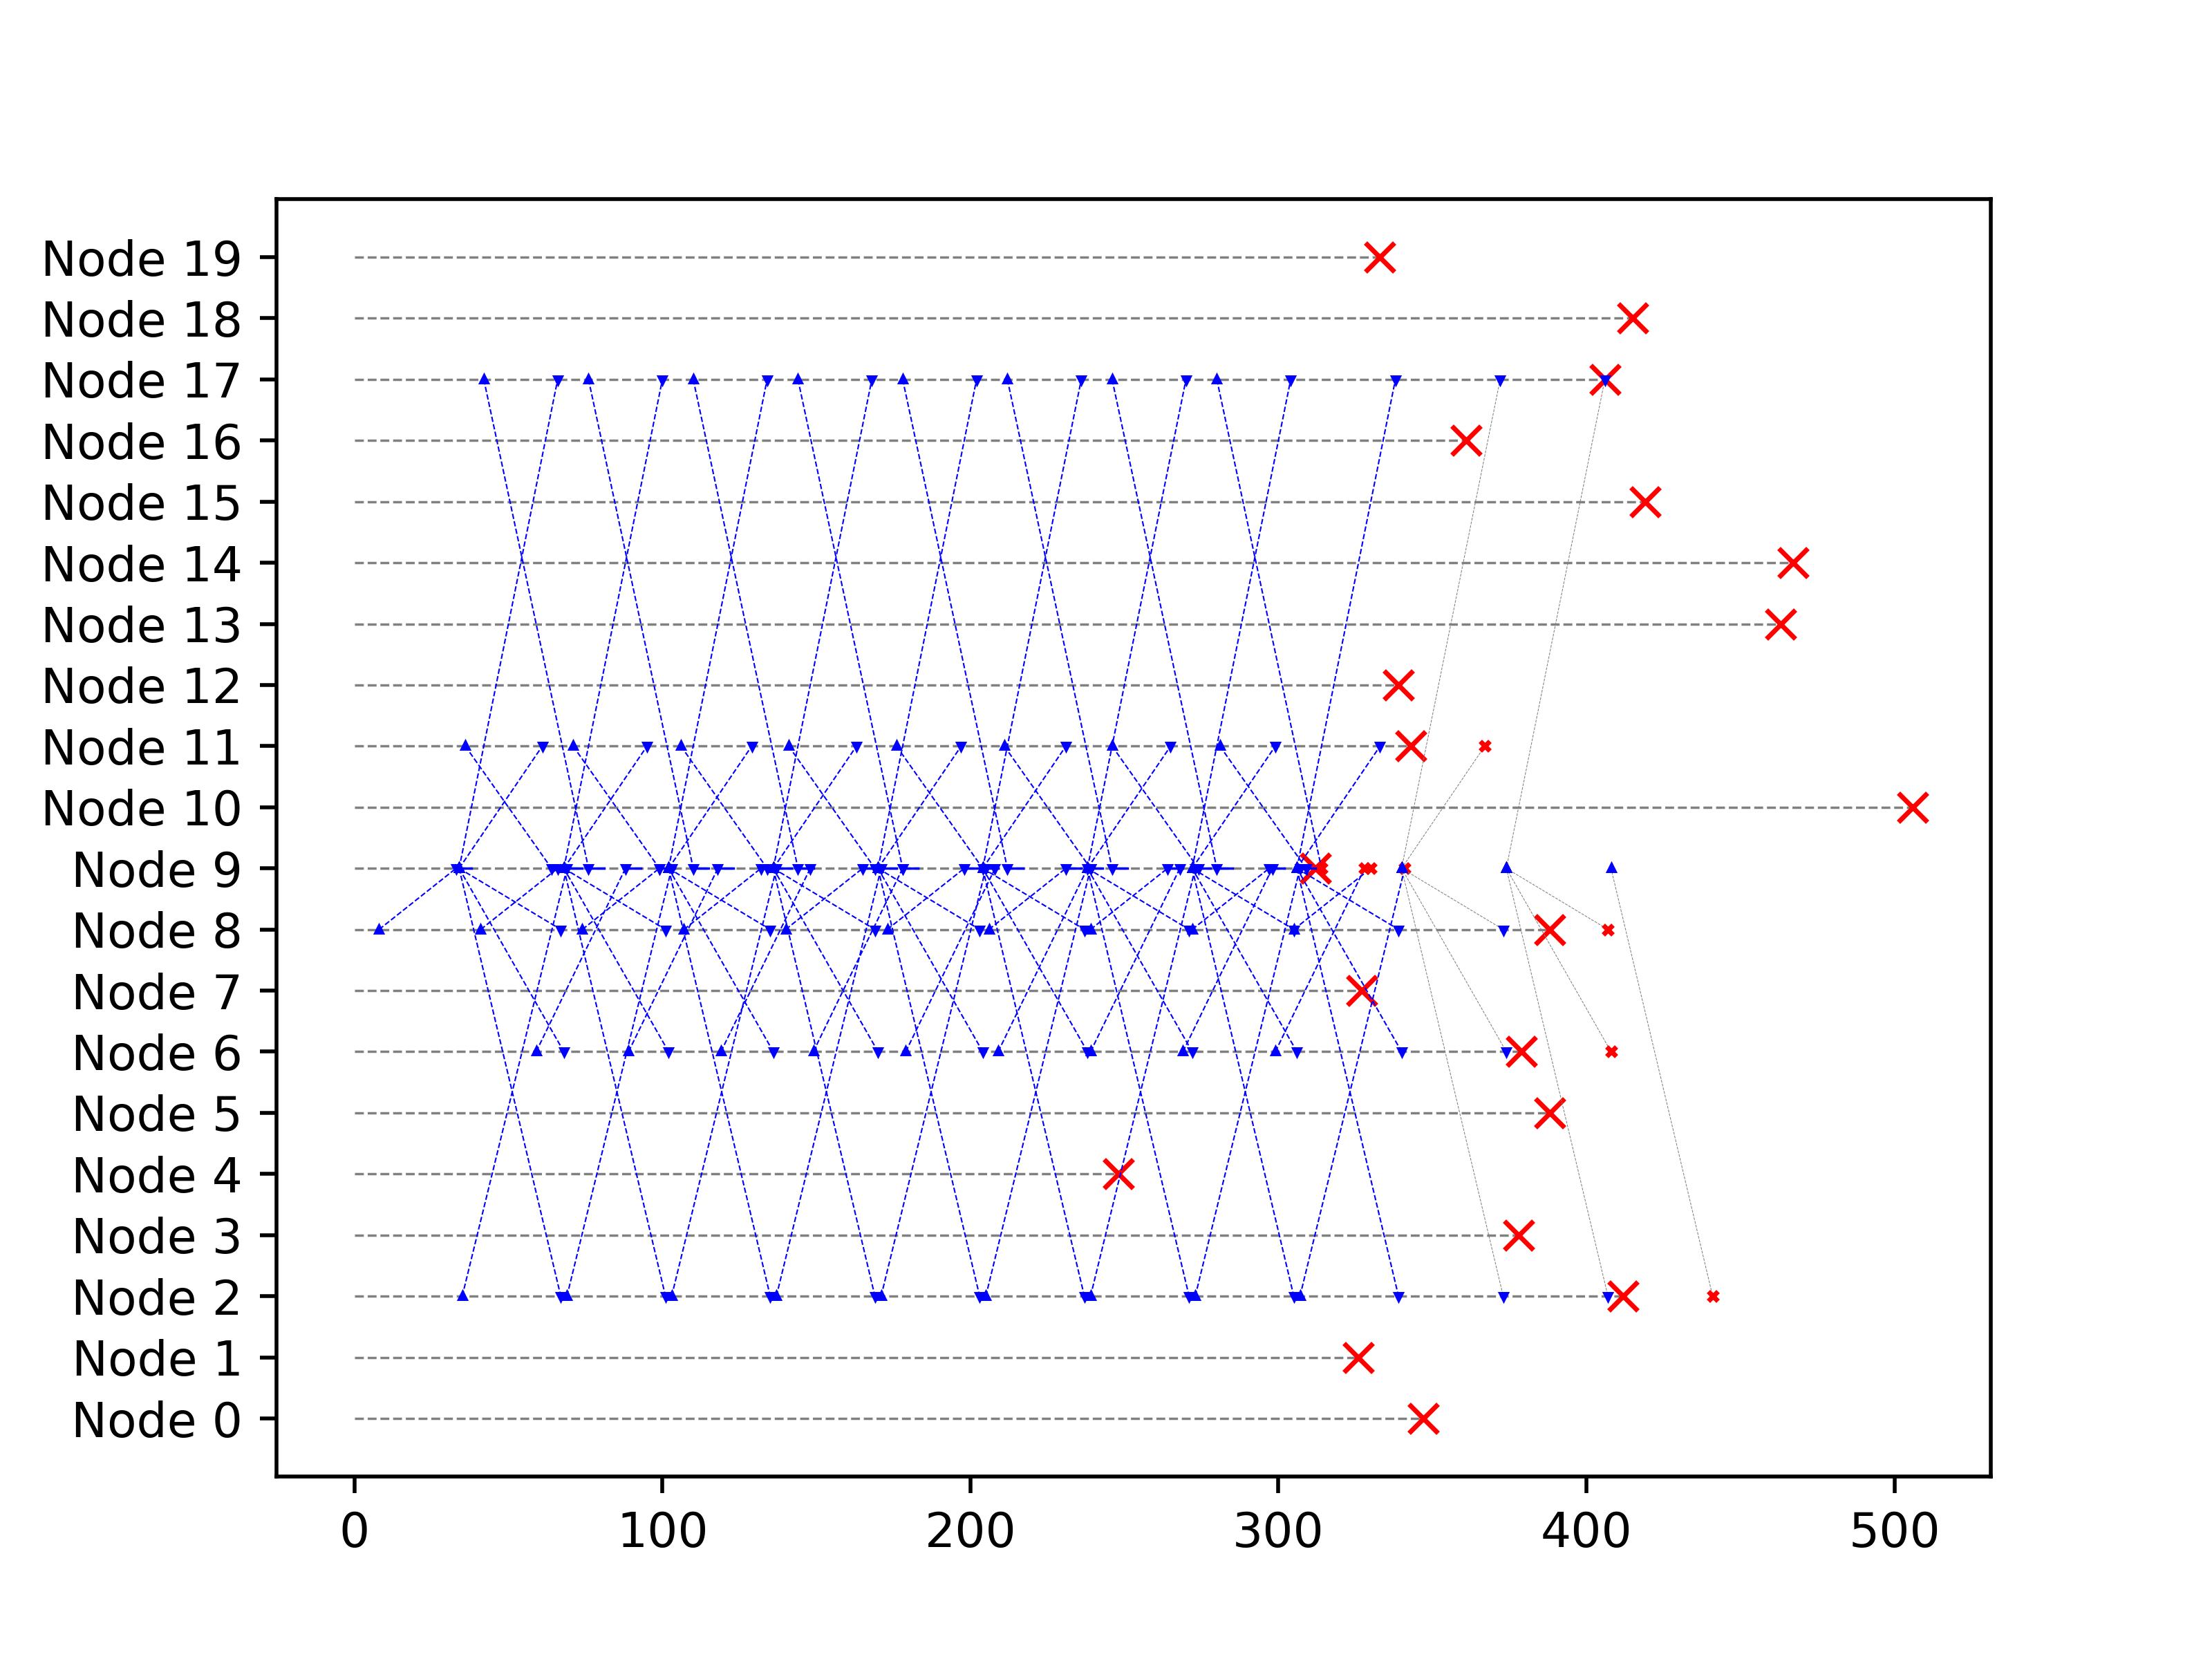 Node 19
Node 18
Node 17
Node 16
Node 15
Node 14
Node 13
Node 12
Node 11
Node 10
Node 9
Node 8
Node 7
Node 6
Node 5
Node 4
Node 3
Node 2
Node 1
Node 0
0 100 200 300 400 500